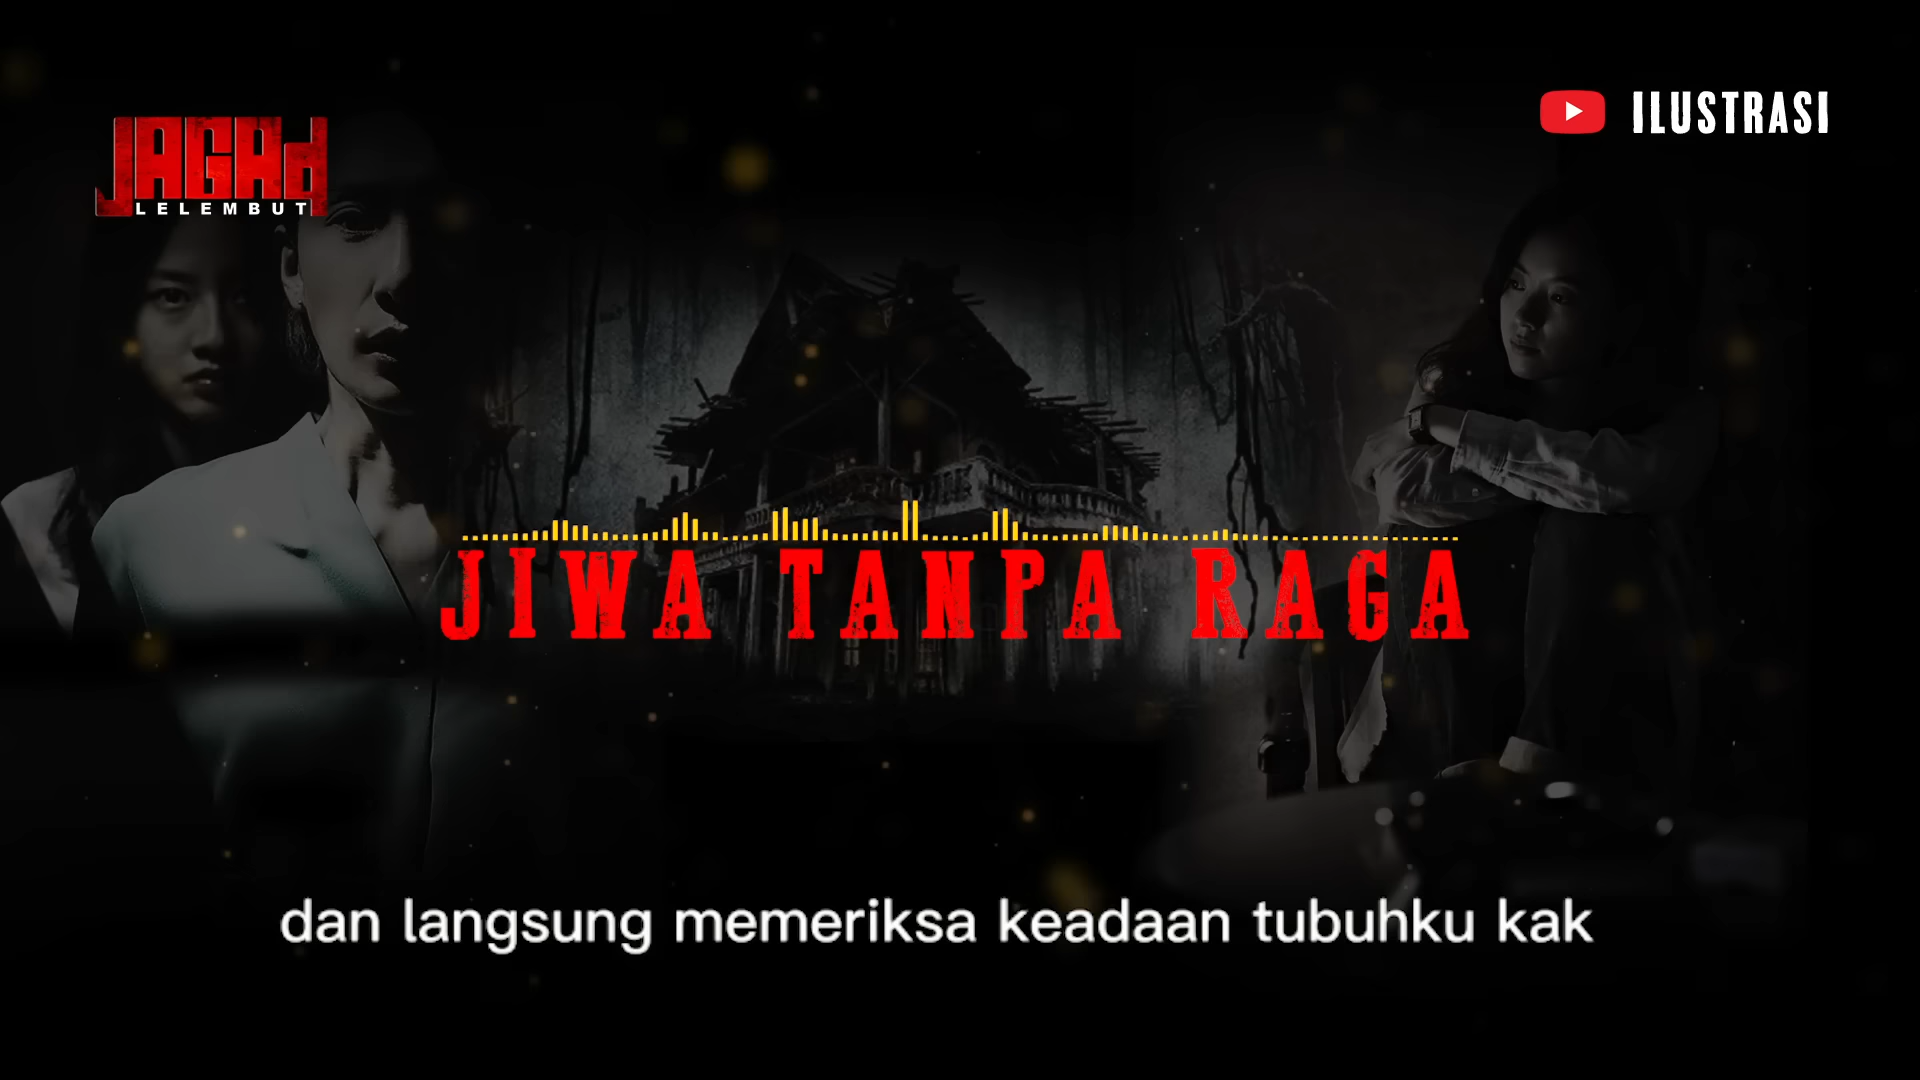 JAGAd
LELEMBUT
ILUSTRASI
JIWA TANPA RAGA
dan langsung memeriksa keadaan tubuhku kak